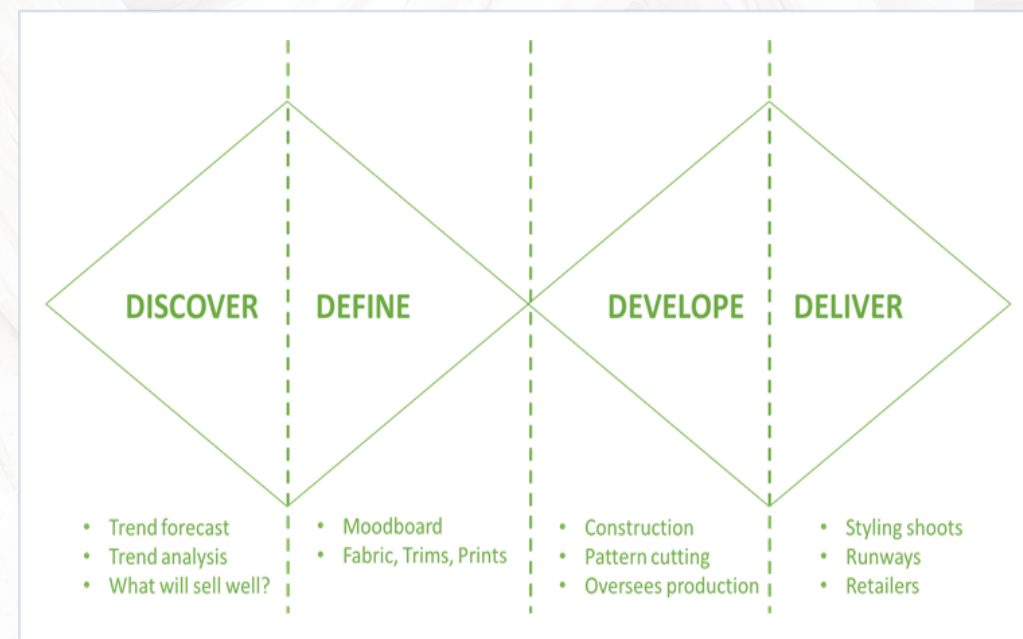 DISCOVER
DEFINE
DEVELOPE
DELIVER
• Trend forecast
• Trend analysis
• What will sell well?
• Moodboard
• Fabric, Trims, Prints
• Construction
• Pattern cutting
• Oversees production
• Styling shoots
• Runways
• Retailers